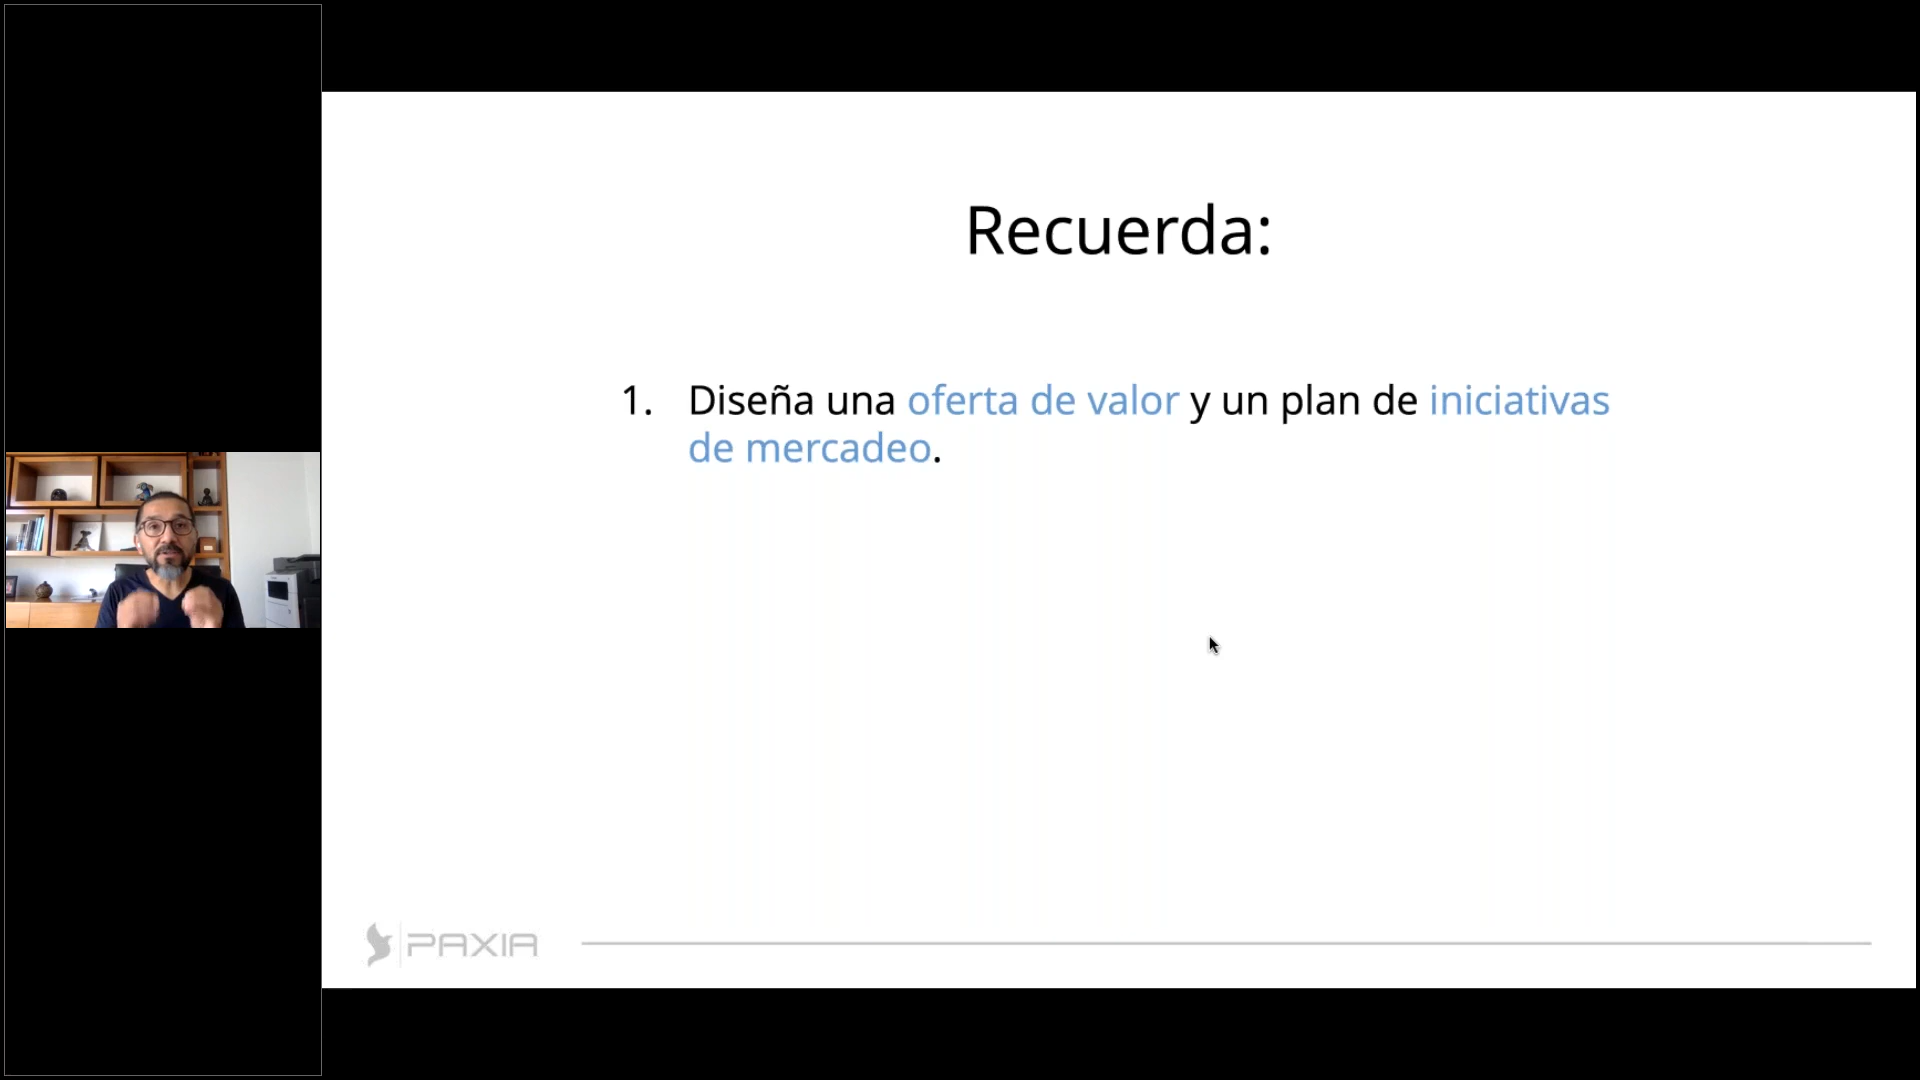 Recuerda:
1. Diseña una oferta de valor y un plan de iniciativas
de mercadeo.
PAXIA